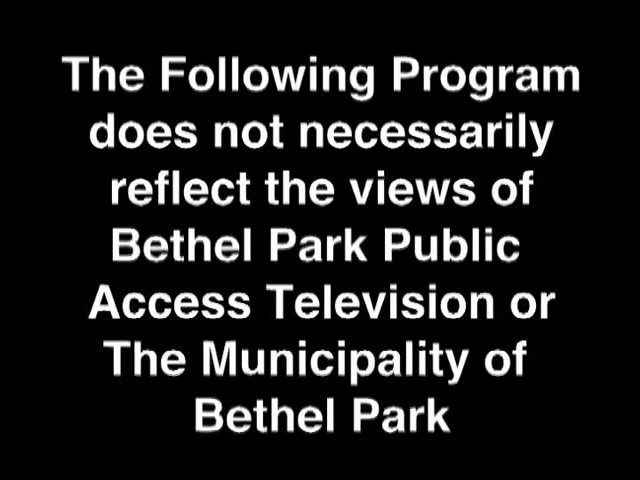 The Following Program
does not necessarily
reflect the views of
Bethel Park Public
Access Television or
The Municipality of
Bethel Park